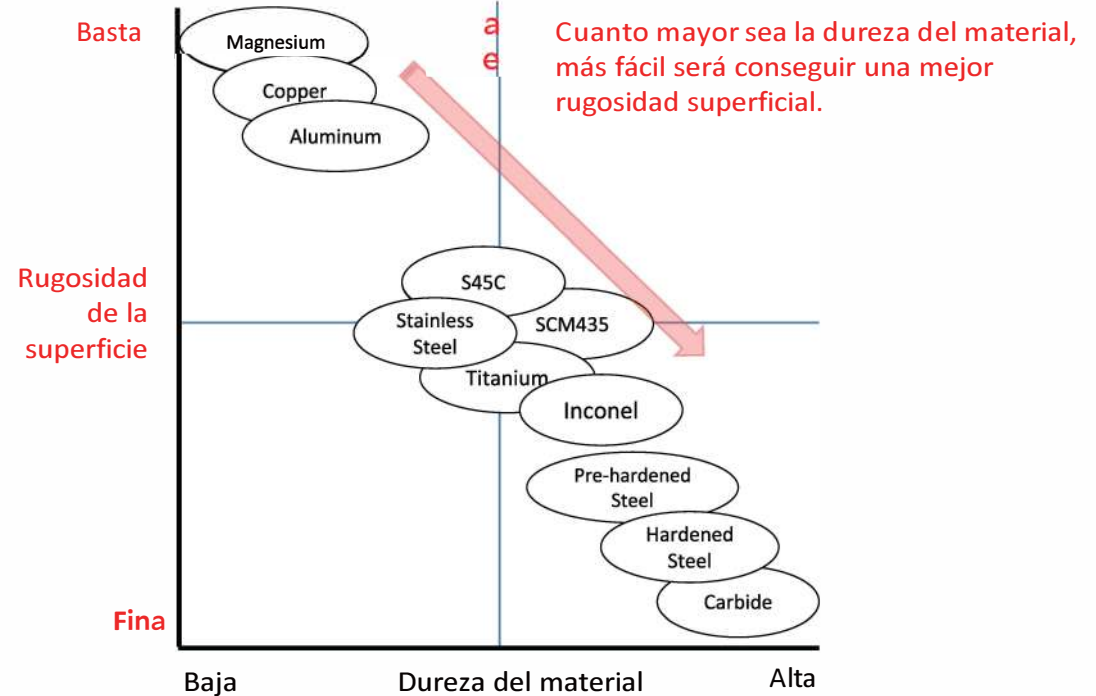 Basta
Magnesium
Copper
Aluminum
a
e
Cuanto mayor sea la dureza del material,
más fácil será conseguir una mejor
rugosidad superficial.
Rugosidad
de la
superficie
S45C
Stainless
Steel
SCM435
Titanium
Inconel
Pre-hardened
Steel
Hardened
Steel
Carbide
Fina
Baja
Dureza del material
Alta